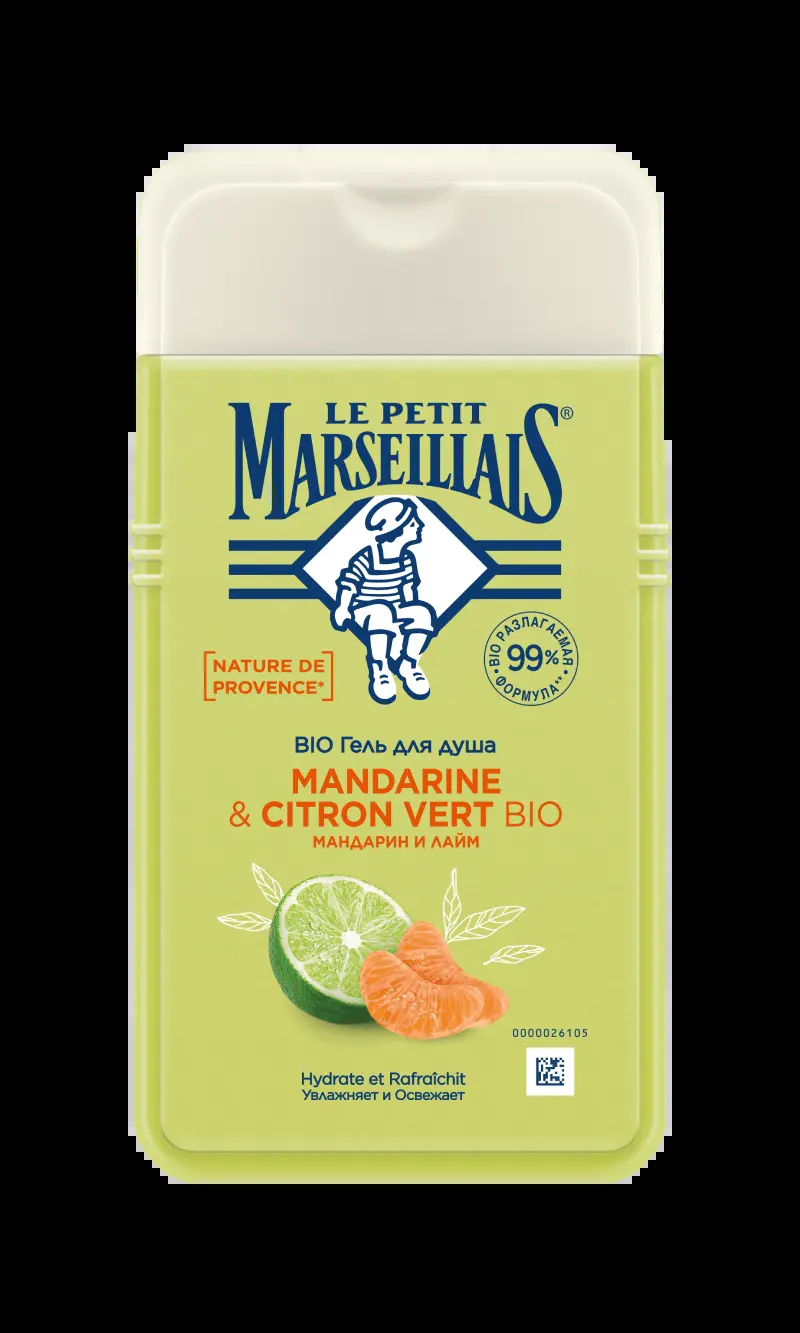 LE PETIT
MARSEILLAIS®
NATURE DE
PROVENCE*
BIO РАЗЛАГАЕМАЯ
99%
ФОРМУЛА**
BIO Гель для душа
MANDARINE
& CITRON VERT BIO
МАНДАРИН И ЛАЙМ
0000026105
Hydrate et Rafraîchit
Увлажняет и Освежает